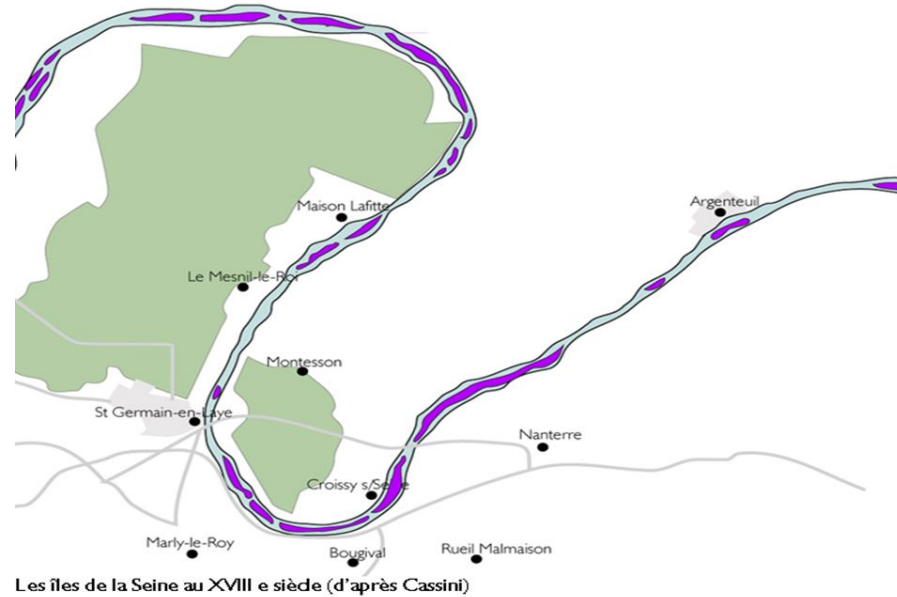 Maison Lafitte
Argenteuil
Le Mesnil-le-Roi
Montesson
St Germain-en-Laye
Nanterre
Croissy s/Seine
Marly-le-Roy
Bougival
Rueil Malmaison
Les îles de la Seine au XVIII e siècle (d'après Cassini)